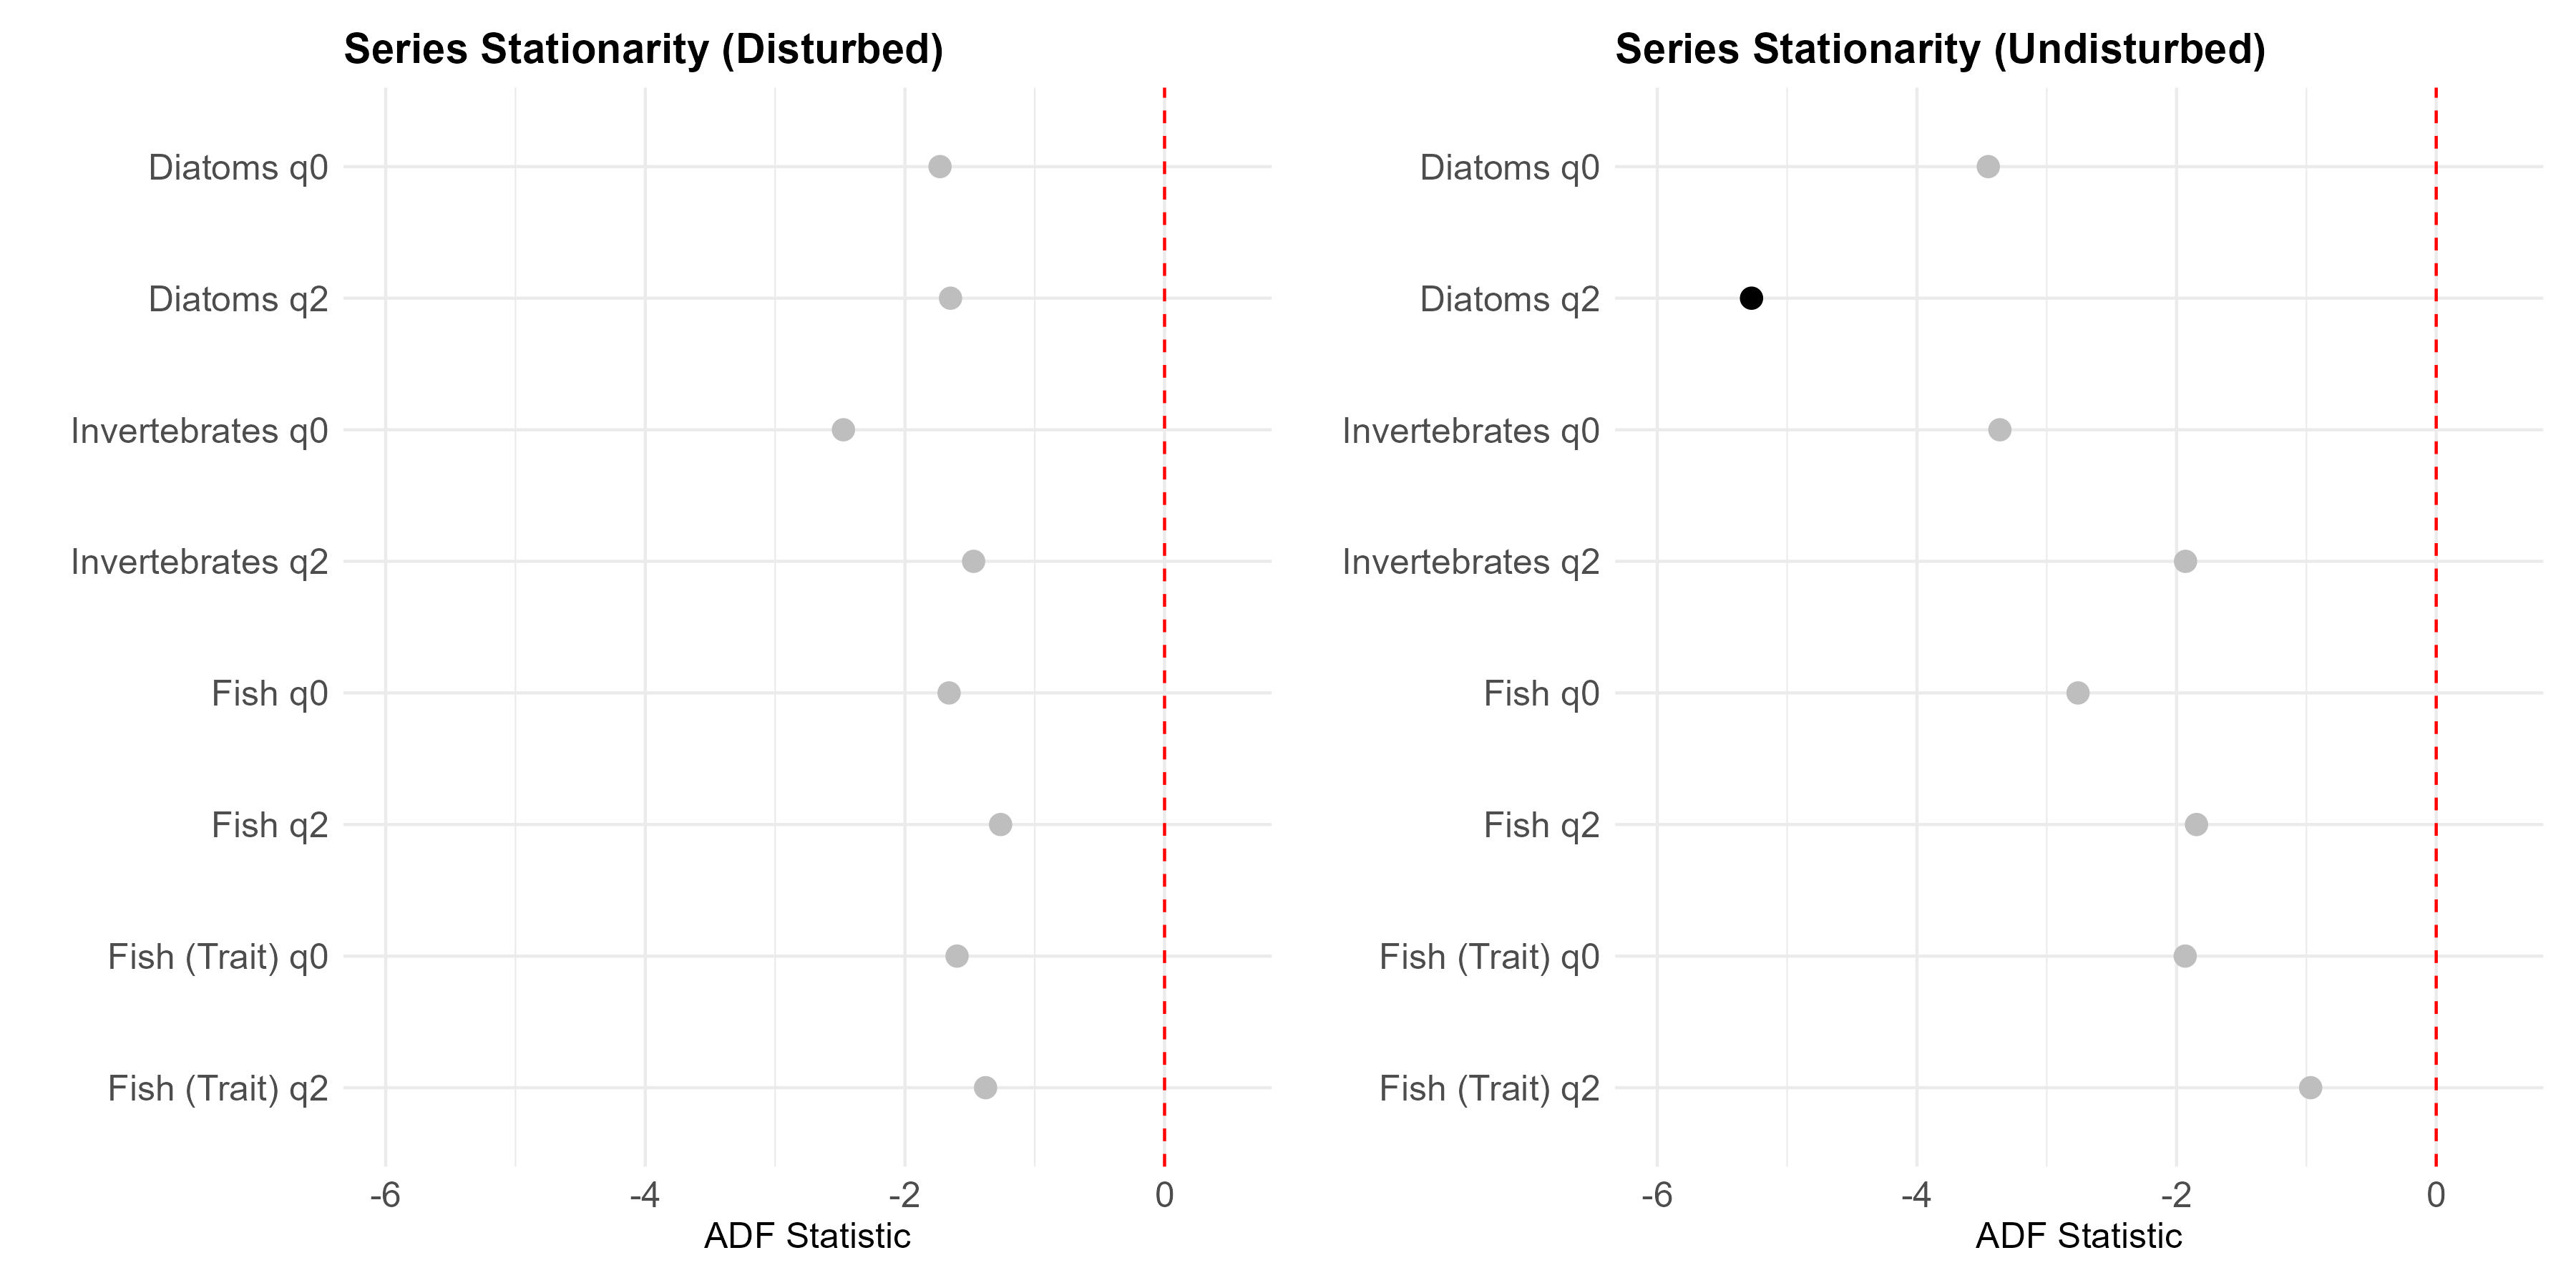 Series Stationarity (Disturbed)
Diatoms q0
Diatoms q2
Invertebrates q0
Invertebrates q2
Fish q0
Fish q2
Fish (Trait) q0
Fish (Trait) q2
-6 -4 -2 0
ADF Statistic
Series Stationarity (Undisturbed)
Diatoms q0
Diatoms q2
Invertebrates q0
Invertebrates q2
Fish q0
Fish q2
Fish (Trait) q0
Fish (Trait) q2
-6 -4 -2 0
ADF Statistic